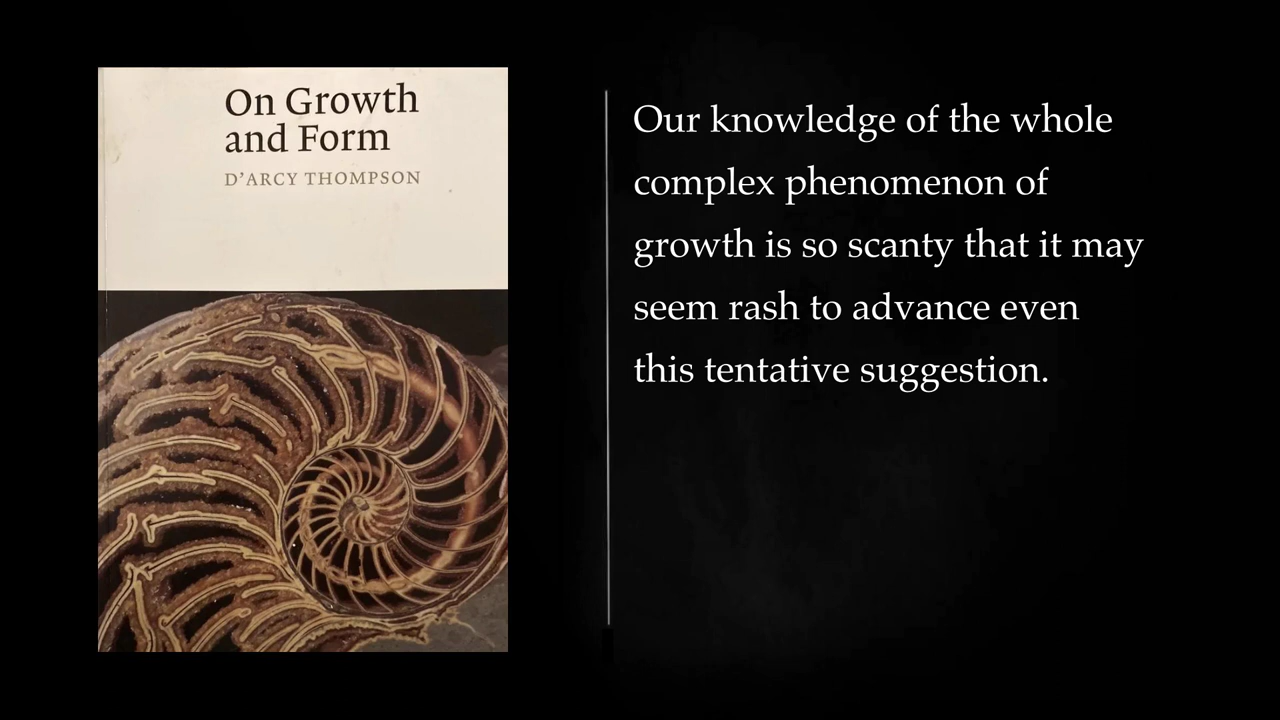 On Growth
and Form
D'ARCY THOMPSON
Our knowledge of the whole
complex phenomenon of
growth is so scanty that it may
seem rash to advance even
this tentative suggestion.